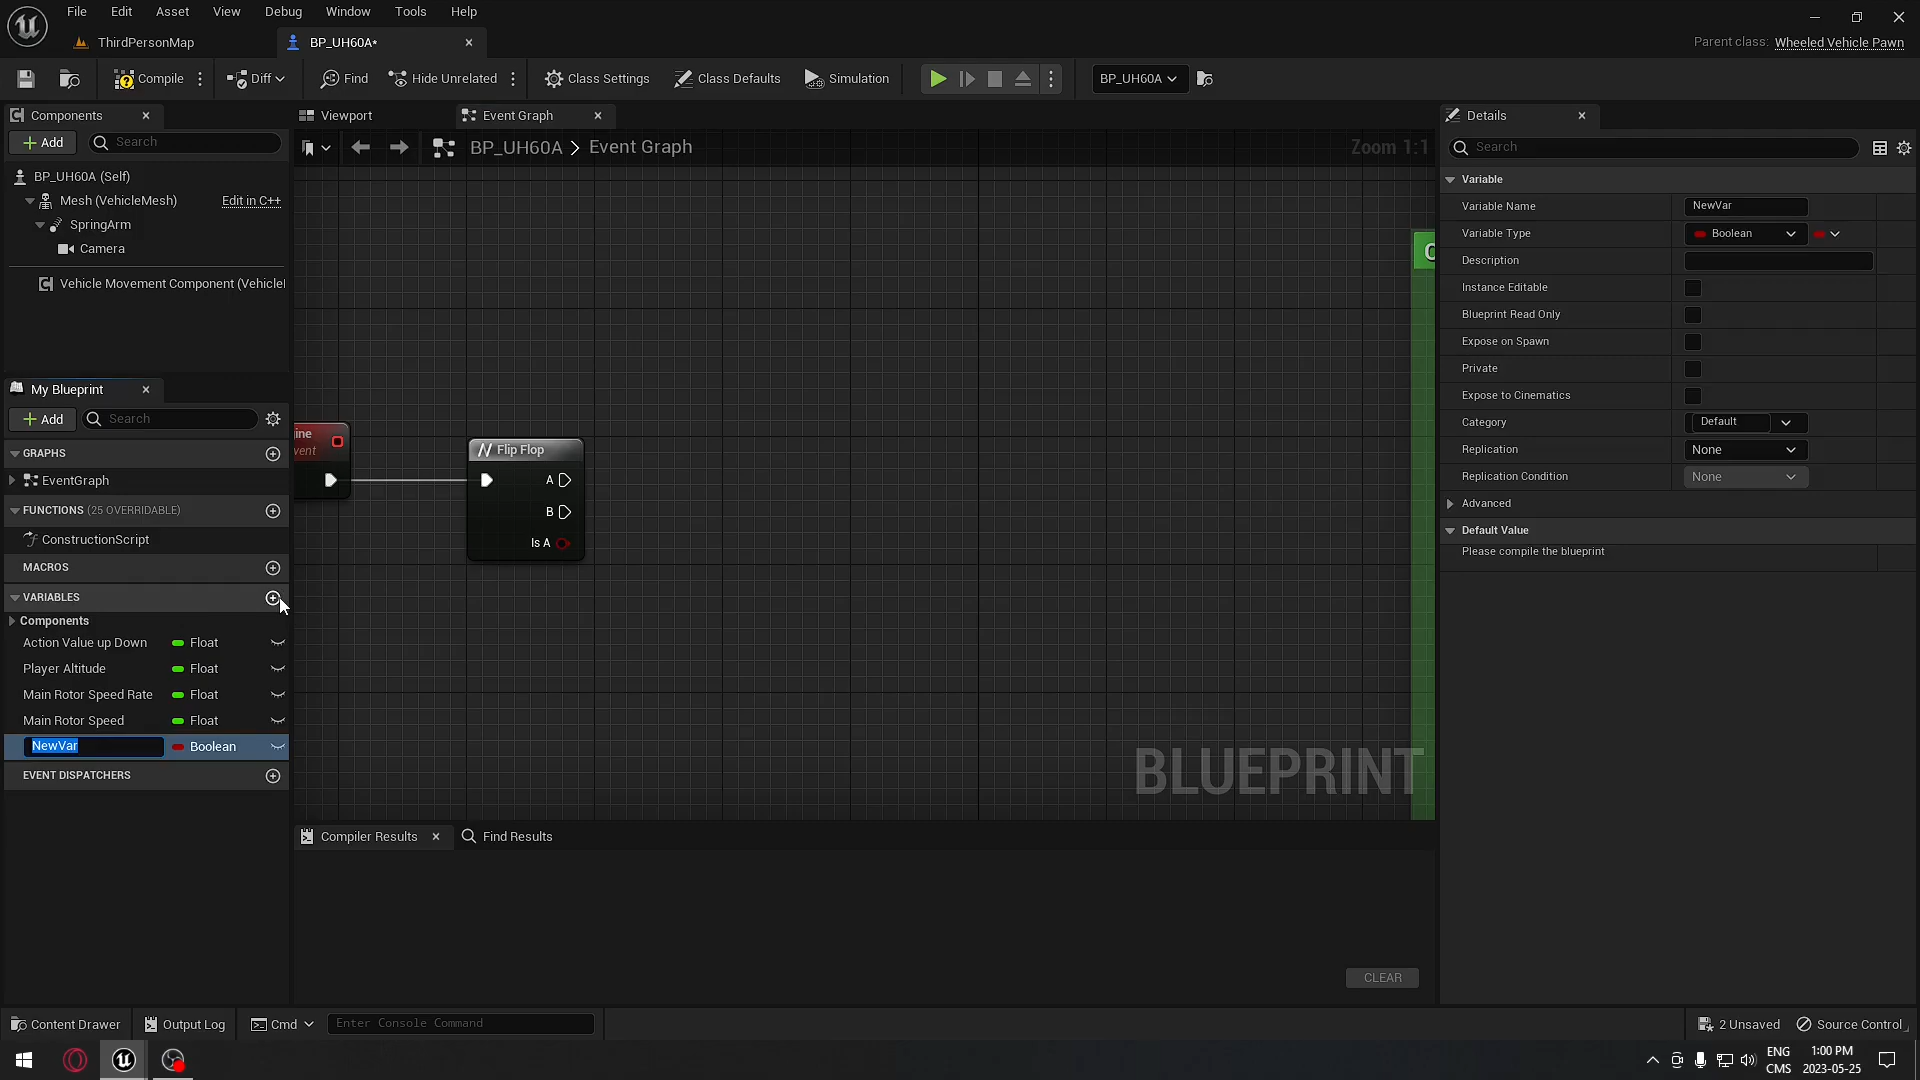 File Edit Asset View Window Debug Tools Help
ThirdPersonMap
BP_UH60A*
Parent class: Wheeled Vehicle Pawn
Compile
Diff
Find
Hide Unrelated
Class Settings
Class Defaults
Simulation
BP_UH60A
Components
Add
Search
BP_UH60A (Self)
Mesh (VehicleMesh)
Edit in C++
SpringArm
Camera
Vehicle Movement Component (Vehicle
My Blueprint
Add
Search
GRAPHS
EventGraph
FUNCTIONS (25 OVERRIDABLE)
ConstructionScript
MACROS
VARIABLES
Components
Action Value up Down Float
Player Altitude Float
Main Rotor Speed Rate Float
Main Rotor Speed Float
NewVar Boolean
EVENT DISPATCHERS
Viewport
Event Graph
BP_UH60A > Event Graph
Zoom 1:1
ine
vent
Flip Flop
A
B
Is A
C
BLUEPRINT
Compiler Results
Find Results
CLEAR
Details
Search
Variable
Variable Name NewVar
Variable Type Boolean
Description
Instance Editable
Blueprint Read Only
Expose on Spawn
Private
Expose to Cinematics
Category Default
Replication None
Replication Condition None
Advanced
Default Value
Please compile the blueprint
Content Drawer
Output Log
Cmd
Enter Console Command
2 Unsaved
Source Control
ENG
CMS
1:00 PM
2023-05-25